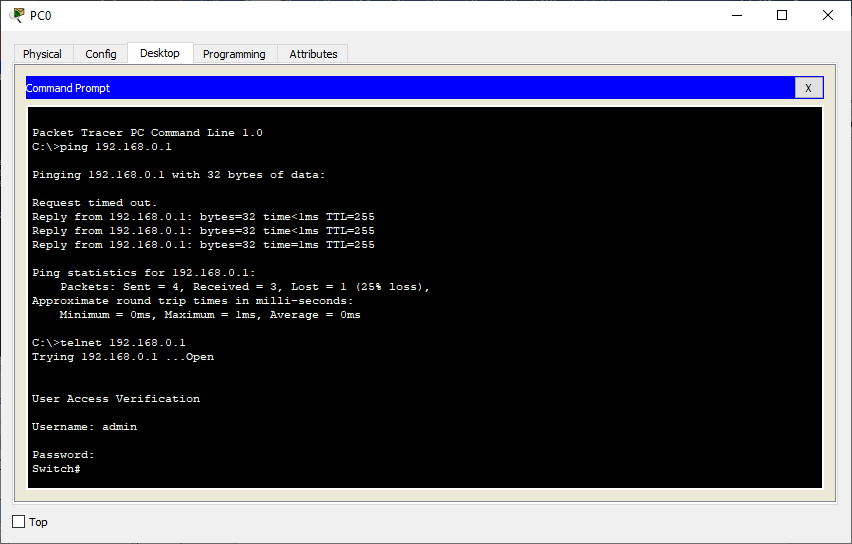 PC0
Physical Config Desktop Programming Attributes
Command Prompt X
Packet Tracer PC Command Line 1.0
C:\>ping 192.168.0.1
Pinging 192.168.0.1 with 32 bytes of data:
Request timed out.
Reply from 192.168.0.1: bytes=32 time<1ms TTL=255
Reply from 192.168.0.1: bytes=32 time<1ms TTL=255
Reply from 192.168.0.1: bytes=32 time=1ms TTL=255
Ping statistics for 192.168.0.1:
    Packets: Sent = 4, Received = 3, Lost = 1 (25% loss),
Approximate round trip times in milli-seconds:
    Minimum = 0ms, Maximum = 1ms, Average = 0ms
C:\>telnet 192.168.0.1
Trying 192.168.0.1 ...Open
User Access Verification
Username: admin
Password:
Switch#
Top